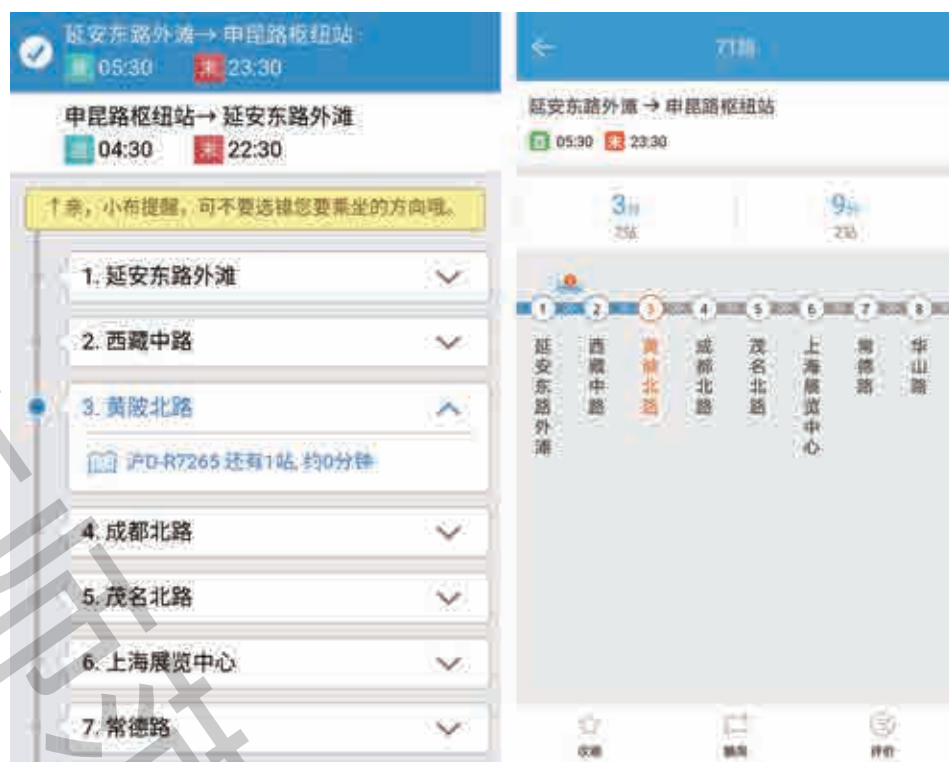 延安东路外滩→申昆路枢纽站
首 05:30 末 23:30
申昆路枢纽站→延安东路外滩
首 04:30 末 22:30
↑亲，小布提醒，可不要选错您要乘坐的方向哦。
1. 延安东路外滩
2. 西藏中路
3. 黄陂北路
沪D-R7265 还有1站, 约0分钟
4. 成都北路
5. 茂名北路
6. 上海展览中心
7. 常德路
71路
延安东路外滩→申昆路枢纽站
首 05:30 末 23:30
3分 9分
2站 2站
1 2 3 4 5 6 7 8
延安东路外滩
西藏中路
黄陂北路
成都北路
茂名北路
上海展览中心
常德路
华山路
收藏 评价